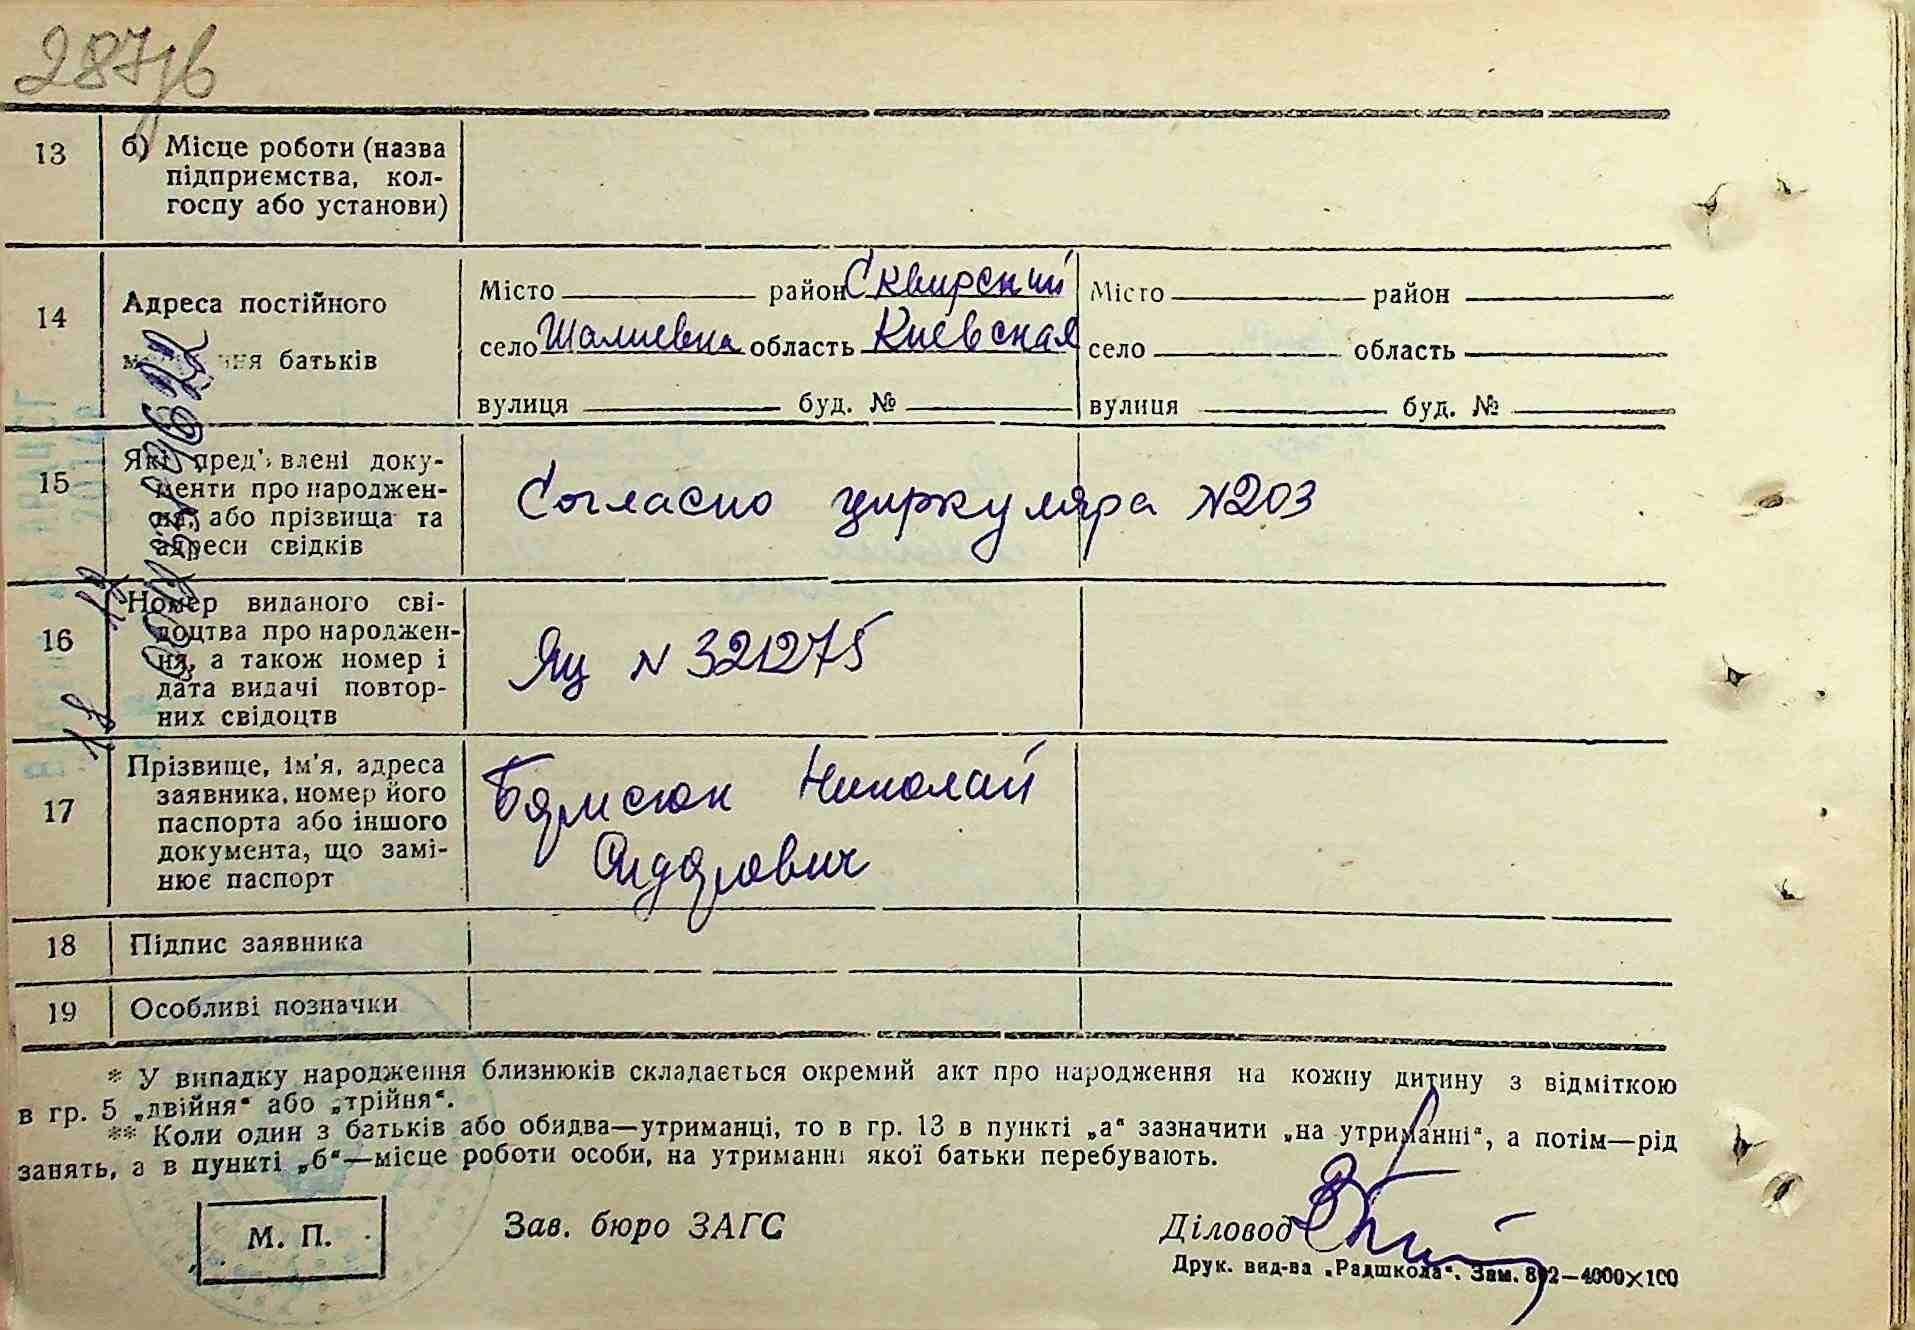 287зв
13 б) Місце роботи (назва
підприємства, кол-
госпу або установи)
14 Адреса постійного
батьків
Місто район Сквирский
село Шалиевка область Киевская
вулиця буд. №
Місто район
село область
вулиця буд. №
15 Які пред'явлені доку-
менти про народжен-
ня, або прізвища та
адреси свідків
Согласно циркуляра №203
16 Номер виданого сві-
доцтва про народжен-
ня, а також номер і
дата видачі повтор-
них свідоцтв
ЯЦ № 321275
17 Прізвище, ім'я, адреса
заявника, номер його
паспорта або іншого
документа, що замі-
нює паспорт
Николай
Сидорович
18 Підпис заявника
19 Особливі позначки
* У випадку народження близнюків складається окремий акт про народження на кожну дитину з відміткою
в гр. 5 „двійня“ або „трійня“.
** Коли один з батьків або обидва—утриманці, то в гр. 13 в пункті „а“ зазначити „на утриманні“, а потім—рід
занять, а в пункті „б“—місце роботи особи, на утриманні якої батьки перебувають.
М. П.
Зав. бюро ЗАГС
Діловод
Друк. вид-ва „Радшкола“. Зам. 892—4000×100